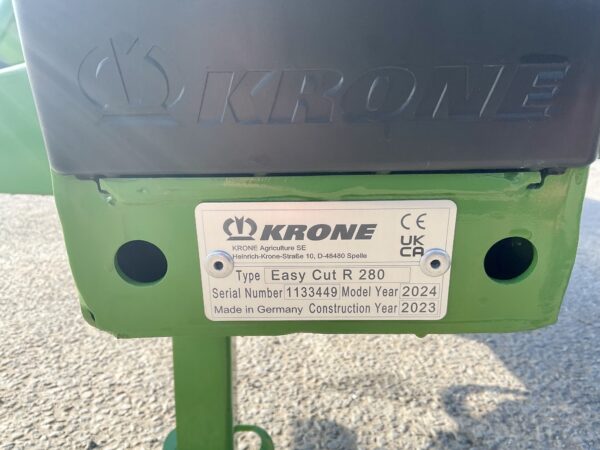 KRONE
KRONE
KRONE Agriculture SE
Heinrich-Krone-Straße 10, D-48480 Spelle
CE
UK
CA
Type Easy Cut R 280
Serial Number 1133449 Model Year 2024
Made in Germany Construction Year 2023